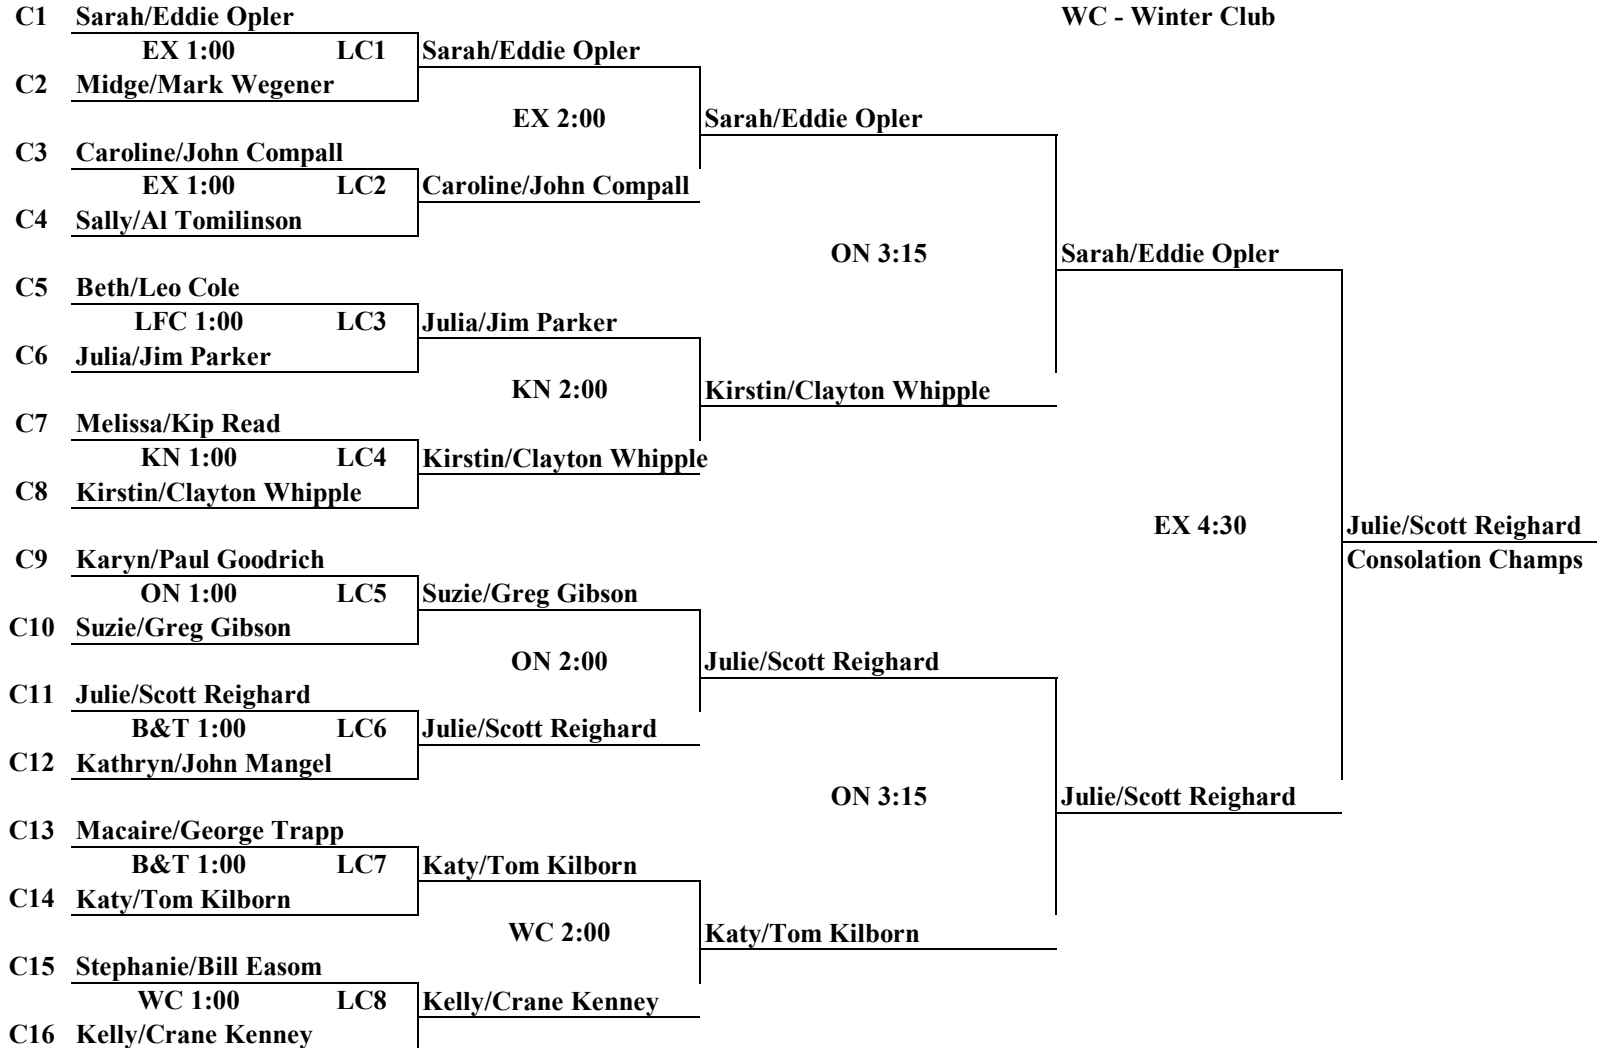 C1 Sarah/Eddie Opler WC - Winter Club
EX 1:00 LC1 Sarah/Eddie Opler
C2 Midge/Mark Wegener
EX 2:00 Sarah/Eddie Opler
C3 Caroline/John Compall
EX 1:00 LC2 Caroline/John Compall
C4 Sally/Al Tomilinson
ON 3:15 Sarah/Eddie Opler
C5 Beth/Leo Cole
LFC 1:00 LC3 Julia/Jim Parker
C6 Julia/Jim Parker
KN 2:00 Kirstin/Clayton Whipple
C7 Melissa/Kip Read
KN 1:00 LC4 Kirstin/Clayton Whipple
C8 Kirstin/Clayton Whipple
EX 4:30 Julie/Scott Reighard
C9 Karyn/Paul Goodrich Consolation Champs
ON 1:00 LC5 Suzie/Greg Gibson
C10 Suzie/Greg Gibson
ON 2:00 Julie/Scott Reighard
C11 Julie/Scott Reighard
B&T 1:00 LC6 Julie/Scott Reighard
C12 Kathryn/John Mangel
ON 3:15 Julie/Scott Reighard
C13 Macaire/George Trapp
B&T 1:00 LC7 Katy/Tom Kilborn
C14 Katy/Tom Kilborn
WC 2:00 Katy/Tom Kilborn
C15 Stephanie/Bill Easom
WC 1:00 LC8 Kelly/Crane Kenney
C16 Kelly/Crane Kenney